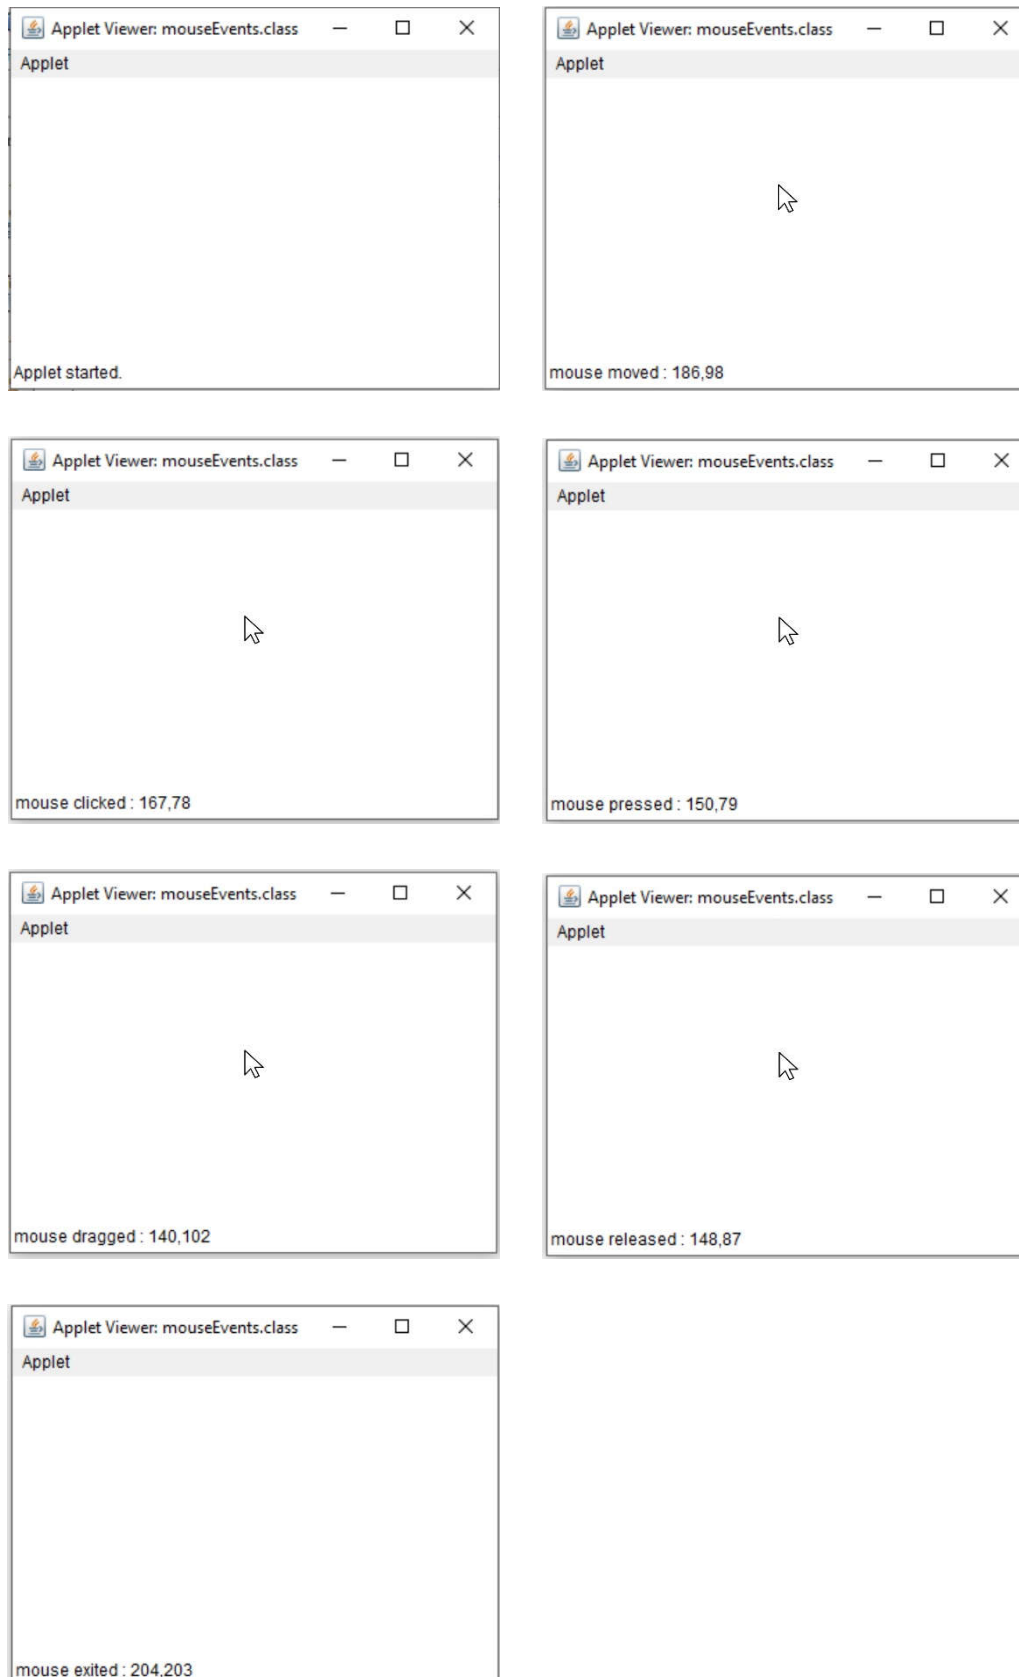 Applet Viewer: mouseEvents.class
Applet
Applet started.
Applet Viewer: mouseEvents.class
Applet
mouse moved : 186,98
Applet Viewer: mouseEvents.class
Applet
mouse clicked : 167,78
Applet Viewer: mouseEvents.class
Applet
mouse pressed : 150,79
Applet Viewer: mouseEvents.class
Applet
mouse dragged : 140,102
Applet Viewer: mouseEvents.class
Applet
mouse released : 148,87
Applet Viewer: mouseEvents.class
Applet
mouse exited : 204,203